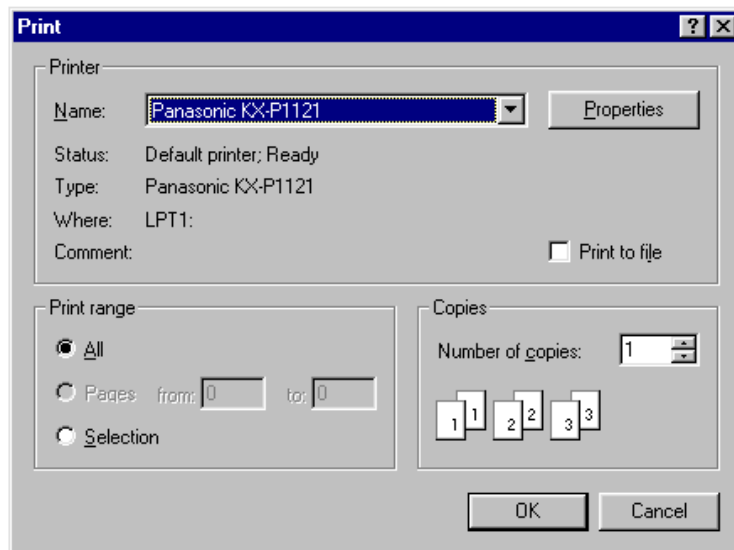 Print
Printer
Name: Panasonic KX-P1121 Properties
Status: Default printer; Ready
Type: Panasonic KX-P1121
Where: LPT1:
Comment: Print to file
Print range
All
Pages from: 0 to: 0
Selection
Copies
Number of copies: 1
1 1 2 2 3 3
OK Cancel